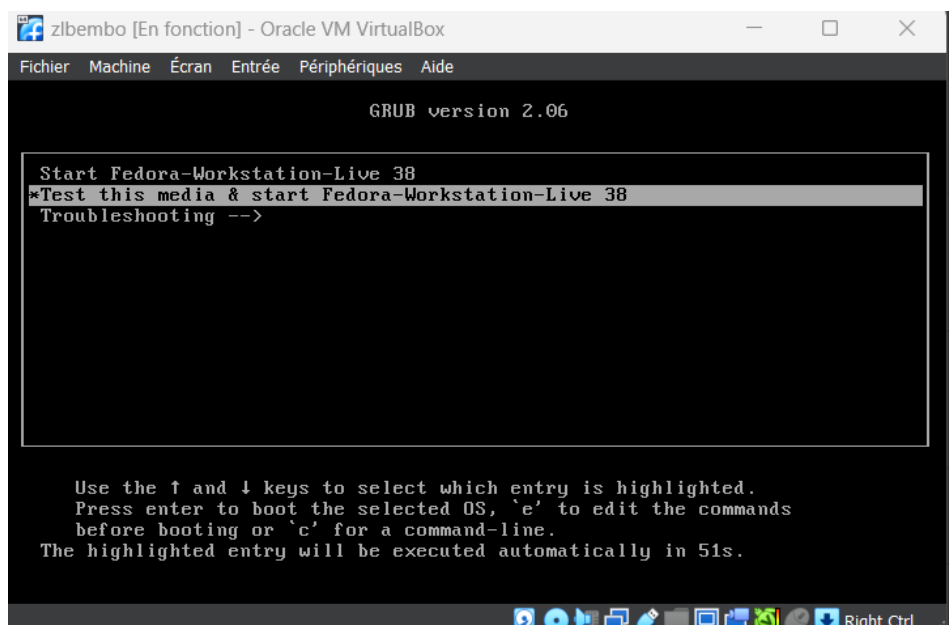 zlbembo [En fonction] - Oracle VM VirtualBox
Fichier Machine Écran Entrée Périphériques Aide
GRUB version 2.06
Start Fedora-Workstation-Live 38
*Test this media & start Fedora-Workstation-Live 38
Troubleshooting -->
Use the ↑ and ↓ keys to select which entry is highlighted.
Press enter to boot the selected OS, `e' to edit the commands
before booting or `c' for a command-line.
The highlighted entry will be executed automatically in 51s.
Right Ctrl